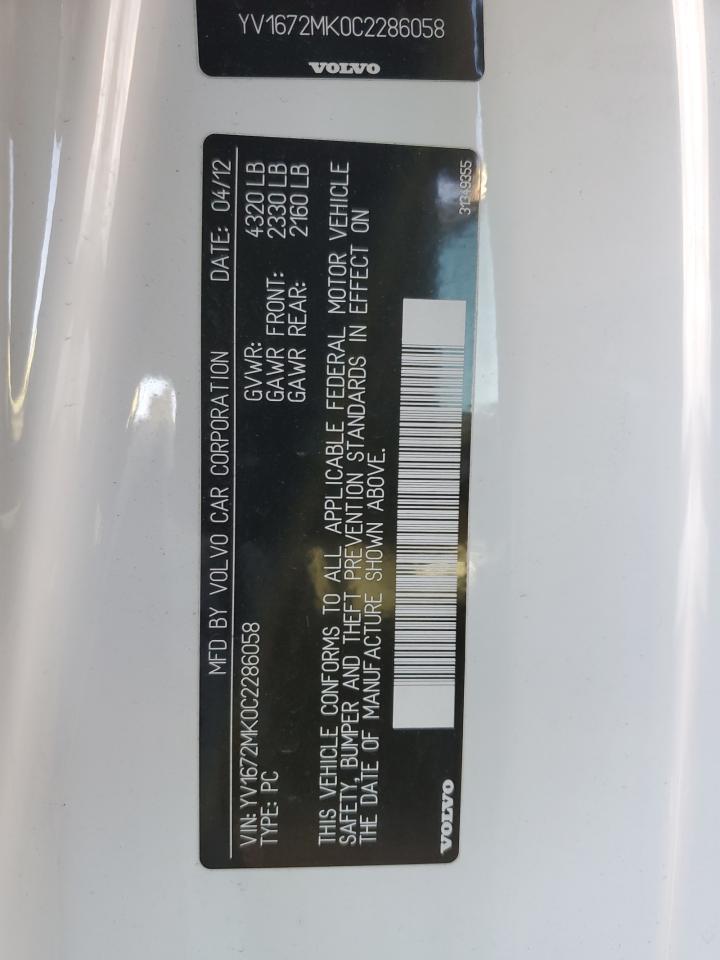 YV1672MK0C2286058
VOLVO
MFD BY VOLVO CAR CORPORATION DATE: 04/12
VIN: YV1672MK0C2286058 GVWR: 4320 LB
TYPE: PC GAWR FRONT: 2330 LB
GAWR REAR: 2160 LB
THIS VEHICLE CONFORMS TO ALL APPLICABLE FEDERAL MOTOR VEHICLE
SAFETY, BUMPER AND THEFT PREVENTION STANDARDS IN EFFECT ON
THE DATE OF MANUFACTURE SHOWN ABOVE.
VOLVO
31349355